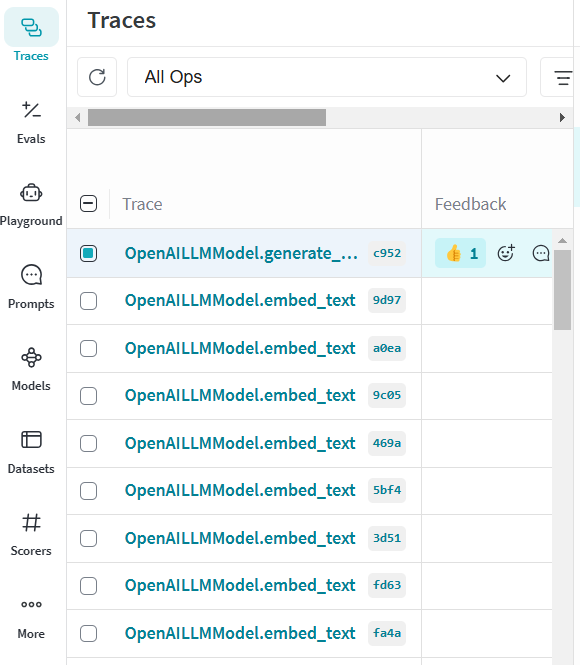 Traces
Evals
Playground
Prompts
Models
Datasets
Scorers
More
Traces
All Ops
Trace Feedback
OpenAILLMModel.generate_... c952 👍 1
OpenAILLMModel.embed_text 9d97
OpenAILLMModel.embed_text a0ea
OpenAILLMModel.embed_text 9c05
OpenAILLMModel.embed_text 469a
OpenAILLMModel.embed_text 5bf4
OpenAILLMModel.embed_text 3d51
OpenAILLMModel.embed_text fd63
OpenAILLMModel.embed_text fa4a